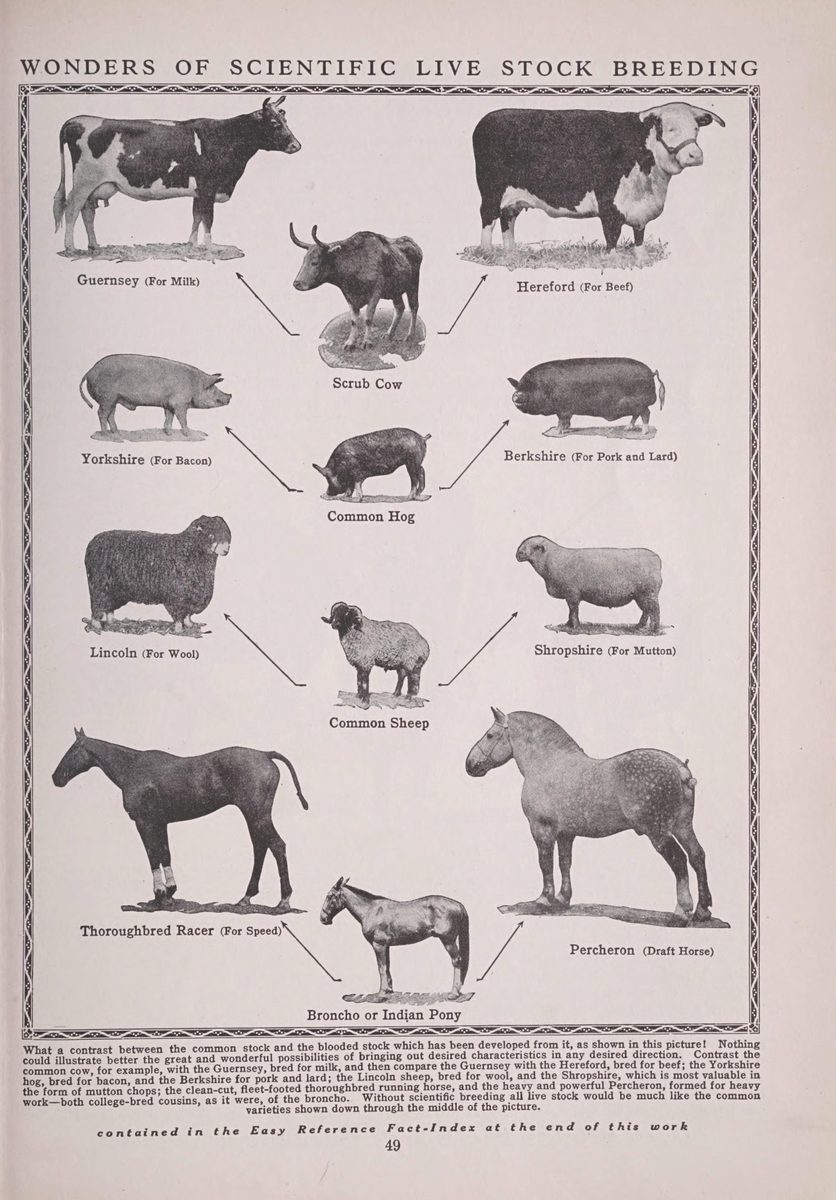 WONDERS OF SCIENTIFIC LIVE STOCK BREEDING
Guernsey (For Milk)
Hereford (For Beef)
Scrub Cow
Yorkshire (For Bacon)
Berkshire (For Pork and Lard)
Common Hog
Lincoln (For Wool)
Shropshire (For Mutton)
Common Sheep
Thoroughbred Racer (For Speed)
Percheron (Draft Horse)
Broncho or Indian Pony
What a contrast between the common stock and the blooded stock which has been developed from it, as shown in this picture! Nothing
could illustrate better the great and wonderful possibilities of bringing out desired characteristics in any desired direction. Contrast the
common cow, for example, with the Guernsey, bred for milk, and then compare the Guernsey with the Hereford, bred for beef; the Yorkshire
hog, bred for bacon, and the Berkshire for pork and lard; the Lincoln sheep, bred for wool, and the Shropshire, which is most valuable in
the form of mutton chops; the clean-cut, fleet-footed thoroughbred running horse, and the heavy and powerful Percheron, formed for heavy
work—both college-bred cousins, as it were, of the broncho. Without scientific breeding all live stock would be much like the common
varieties shown down through the middle of the picture.
contained in the Easy Reference Fact-Index at the end of this work
49